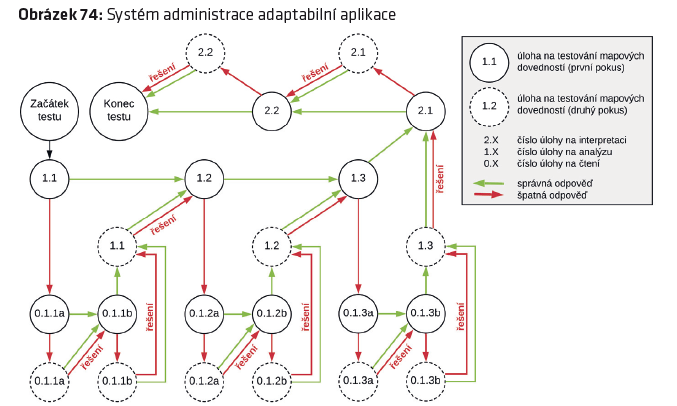 Obrázek 74: Systém administrace adaptabilní aplikace
2.2
2.1
řešení
řešení
1.1
úloha na testování mapových
dovedností (první pokus)
Začátek
testu
Konec
testu
2.2
2.1
1.2
úloha na testování mapových
dovedností (druhý pokus)
2.X číslo úlohy na interpretaci
1.X číslo úlohy na analýzu
0.X číslo úlohy na čtení
správná odpověď
špatná odpověď
1.1
1.2
1.3
řešení
řešení
řešení
1.1
1.2
1.3
0.1.1a
0.1.1b
řešení
0.1.2a
0.1.2b
řešení
0.1.3a
0.1.3b
řešení
řešení
řešení
řešení
0.1.1a
0.1.1b
0.1.2a
0.1.2b
0.1.3a
0.1.3b